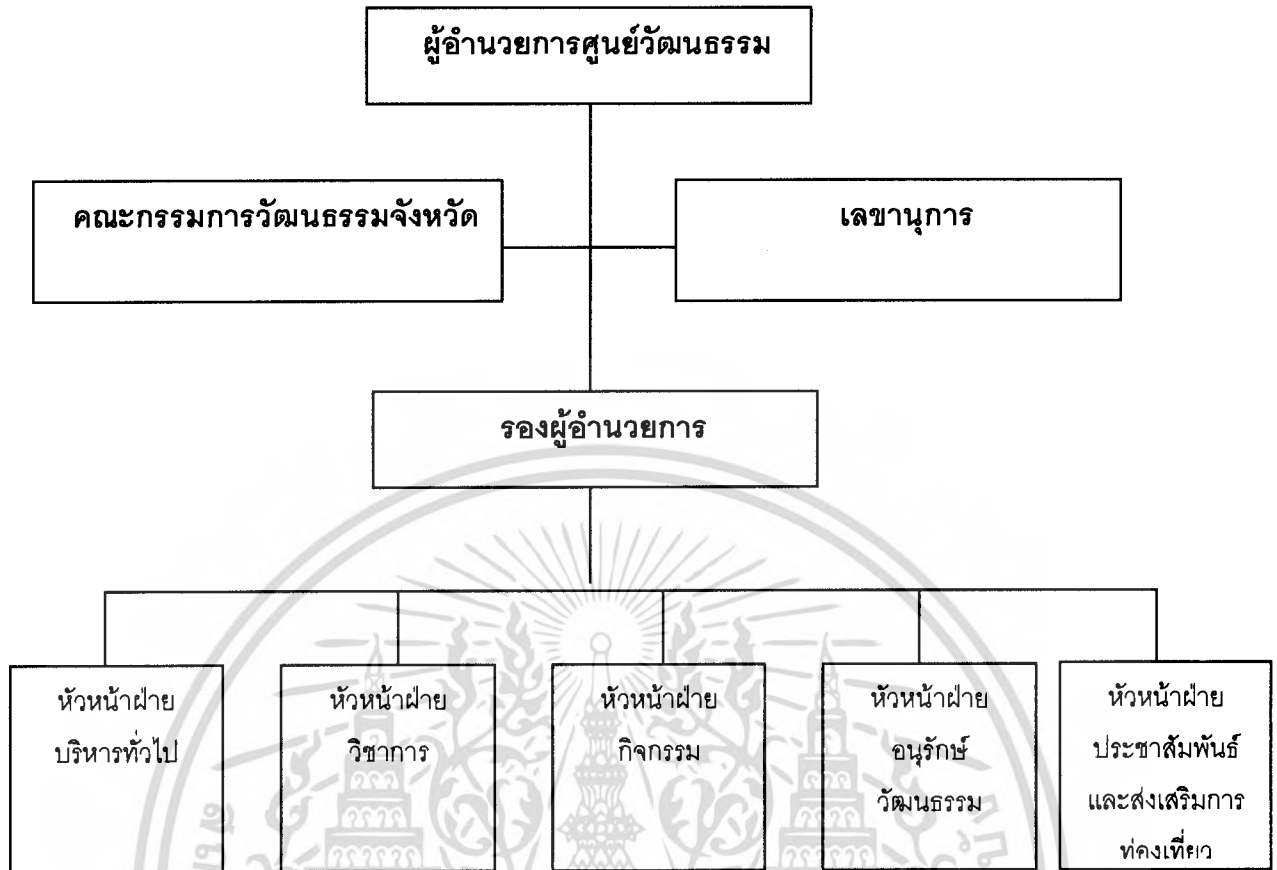 ผู้อำนวยการศูนย์วัฒนธรรม
คณะกรรมการวัฒนธรรมจังหวัด
เลขานุการ
รองผู้อำนวยการ
หัวหน้าฝ่าย
บริหารทั่วไป
หัวหน้าฝ่าย
วิชาการ
หัวหน้าฝ่าย
กิจกรรม
หัวหน้าฝ่าย
อนุรักษ์
วัฒนธรรม
หัวหน้าฝ่าย
ประชาสัมพันธ์
และส่งเสริมการ
ท่องเที่ยว